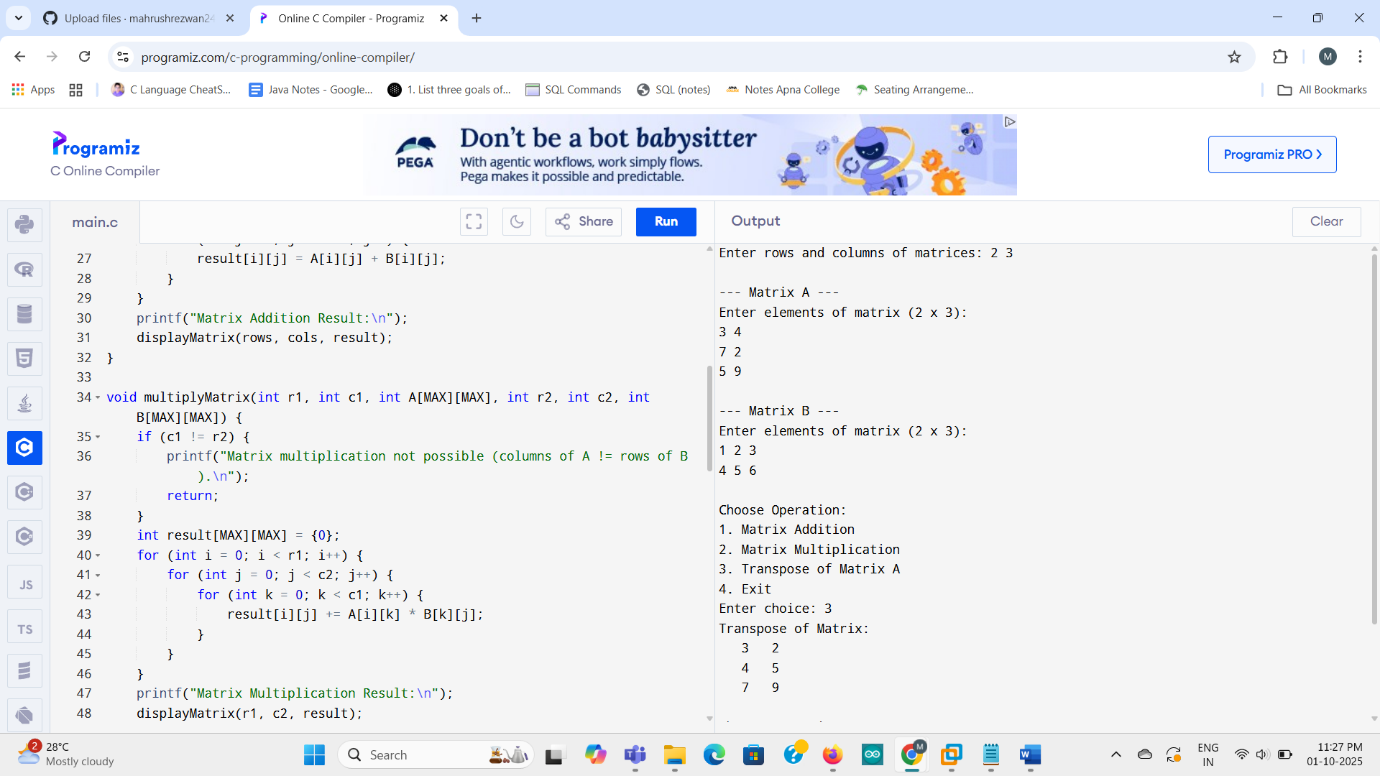 Upload files · mahrushrezwan24
Online C Compiler - Programiz
programiz.com/c-programming/online-compiler/
M
Apps
C Language CheatS...
Java Notes - Google...
1. List three goals of...
SQL Commands
SQL (notes)
Notes Apna College
Seating Arrangeme...
All Bookmarks
Programiz
C Online Compiler
PEGA
Don't be a bot babysitter
With agentic workflows, work simply flows.
Pega makes it possible and predictable.
Programiz PRO
main.c
Share
Run
Output
Clear
27 result[i][j] = A[i][j] + B[i][j];
28 }
29 }
30 printf("Matrix Addition Result:\n");
31 displayMatrix(rows, cols, result);
32 }
33
34 void multiplyMatrix(int r1, int c1, int A[MAX][MAX], int r2, int c2, int
B[MAX][MAX]) {
35 if (c1 != r2) {
36 printf("Matrix multiplication not possible (columns of A != rows of B
).\n");
37 return;
38 }
39 int result[MAX][MAX] = {0};
40 for (int i = 0; i < r1; i++) {
41 for (int j = 0; j < c2; j++) {
42 for (int k = 0; k < c1; k++) {
43 result[i][j] += A[i][k] * B[k][j];
44 }
45 }
46 }
47 printf("Matrix Multiplication Result:\n");
48 displayMatrix(r1, c2, result);
Enter rows and columns of matrices: 2 3
--- Matrix A ---
Enter elements of matrix (2 x 3):
3 4
7 2
5 9
--- Matrix B ---
Enter elements of matrix (2 x 3):
1 2 3
4 5 6
Choose Operation:
1. Matrix Addition
2. Matrix Multiplication
3. Transpose of Matrix A
4. Exit
Enter choice: 3
Transpose of Matrix:
3 2
4 5
7 9
JS
TS
2
28°C
Mostly cloudy
Search
M
ENG
IN
11:27 PM
01-10-2025